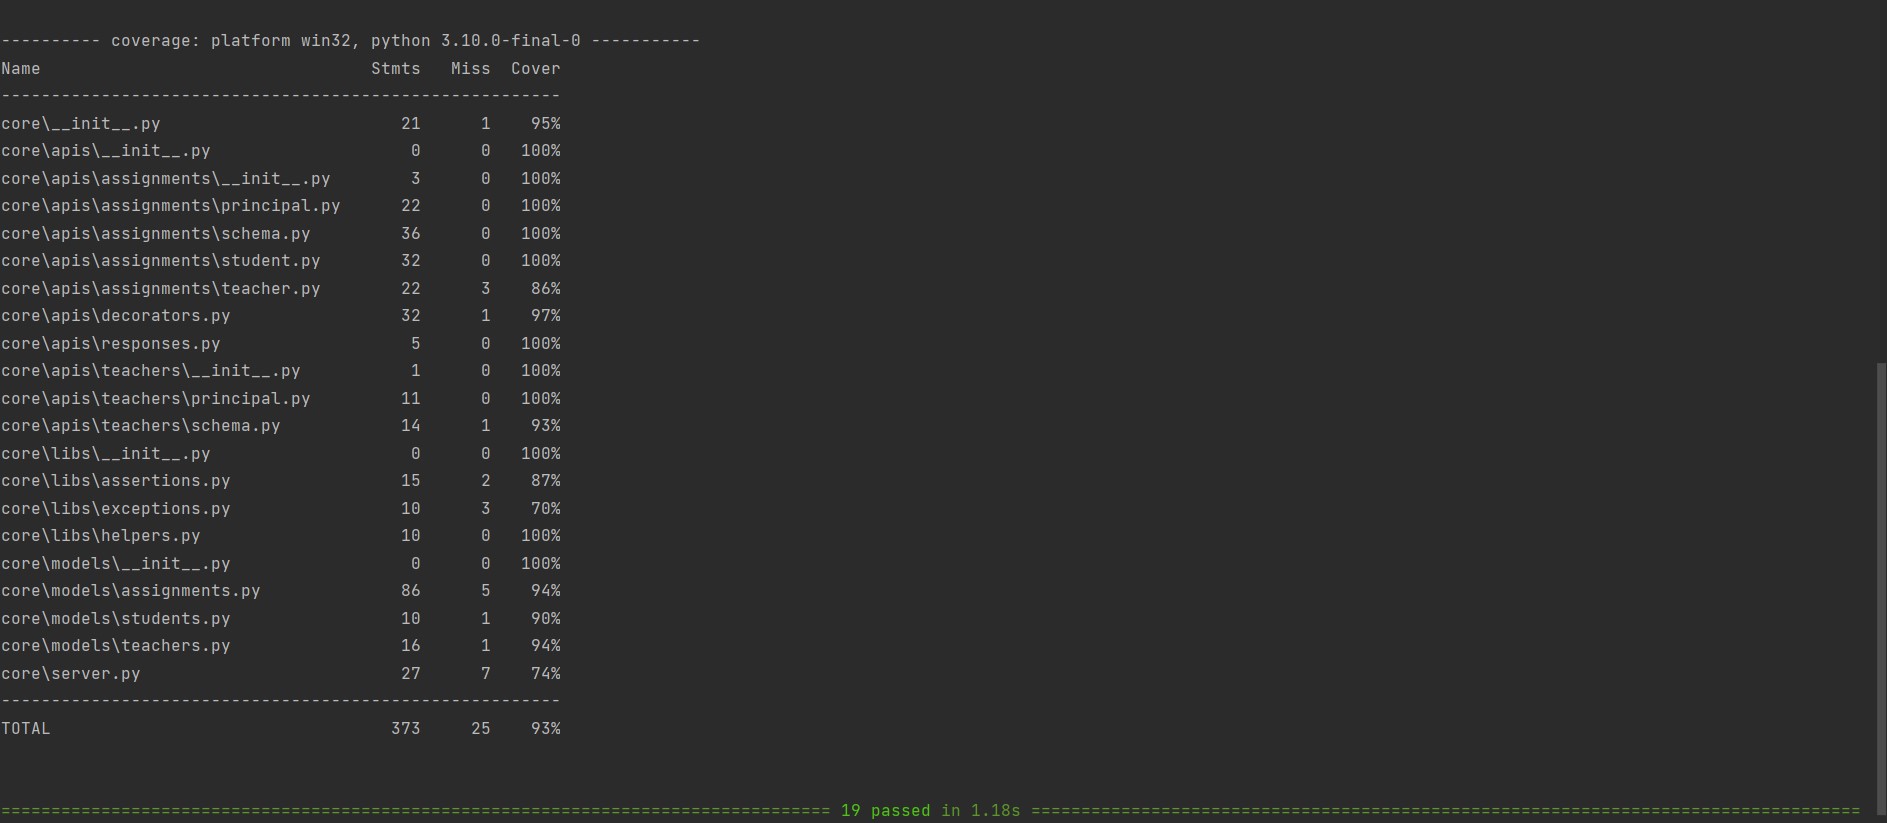 ---------- coverage: platform win32, python 3.10.0-final-0 -----------
Name                                 Stmts   Miss  Cover
--------------------------------------------------------
core\__init__.py                        21      1    95%
core\apis\__init__.py                    0      0   100%
core\apis\assignments\__init__.py        3      0   100%
core\apis\assignments\principal.py      22      0   100%
core\apis\assignments\schema.py         36      0   100%
core\apis\assignments\student.py        32      0   100%
core\apis\assignments\teacher.py        22      3    86%
core\apis\decorators.py                 32      1    97%
core\apis\responses.py                   5      0   100%
core\apis\teachers\__init__.py           1      0   100%
core\apis\teachers\principal.py         11      0   100%
core\apis\teachers\schema.py            14      1    93%
core\libs\__init__.py                    0      0   100%
core\libs\assertions.py                 15      2    87%
core\libs\exceptions.py                 10      3    70%
core\libs\helpers.py                    10      0   100%
core\models\__init__.py                  0      0   100%
core\models\assignments.py              86      5    94%
core\models\students.py                 10      1    90%
core\models\teachers.py                 16      1    94%
core\server.py                          27      7    74%
--------------------------------------------------------
TOTAL                                  373     25    93%
=================================================================================== 19 passed in 1.18s ===================================================================================